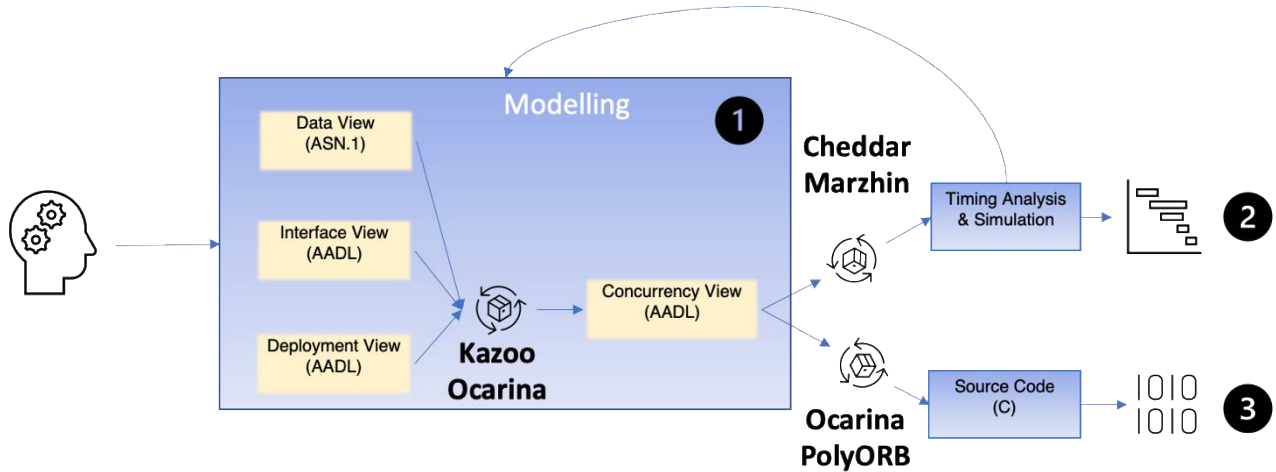 Modelling
1
Data View
(ASN.1)
Interface View
(AADL)
Deployment View
(AADL)
Kazoo
Ocarina
Concurrency View
(AADL)
Cheddar
Marzhin
Timing Analysis
& Simulation
2
Ocarina
PolyORB
Source Code
(C)
1010
1010
3